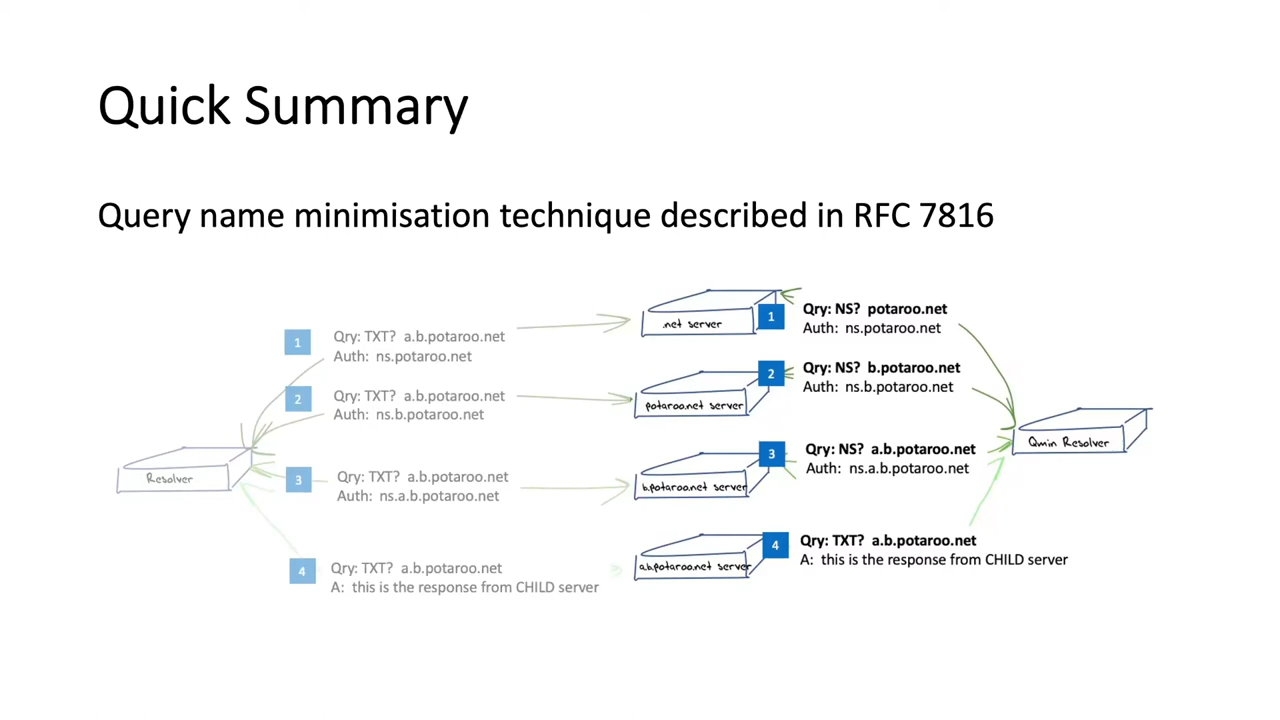 Quick Summary
Query name minimisation technique described in RFC 7816
1
Qry: TXT? a.b.potaroo.net
Auth: ns.potaroo.net
2
Qry: TXT? a.b.potaroo.net
Auth: ns.b.potaroo.net
Resolver
3
Qry: TXT? a.b.potaroo.net
Auth: ns.a.b.potaroo.net
4
Qry: TXT? a.b.potaroo.net
A: this is the response from CHILD server
.net server
1
Qry: NS? potaroo.net
Auth: ns.potaroo.net
potaroo.net server
2
Qry: NS? b.potaroo.net
Auth: ns.b.potaroo.net
b.potaroo.net server
3
Qry: NS? a.b.potaroo.net
Auth: ns.a.b.potaroo.net
a.b.potaroo.net server
4
Qry: TXT? a.b.potaroo.net
A: this is the response from CHILD server
Qmin Resolver